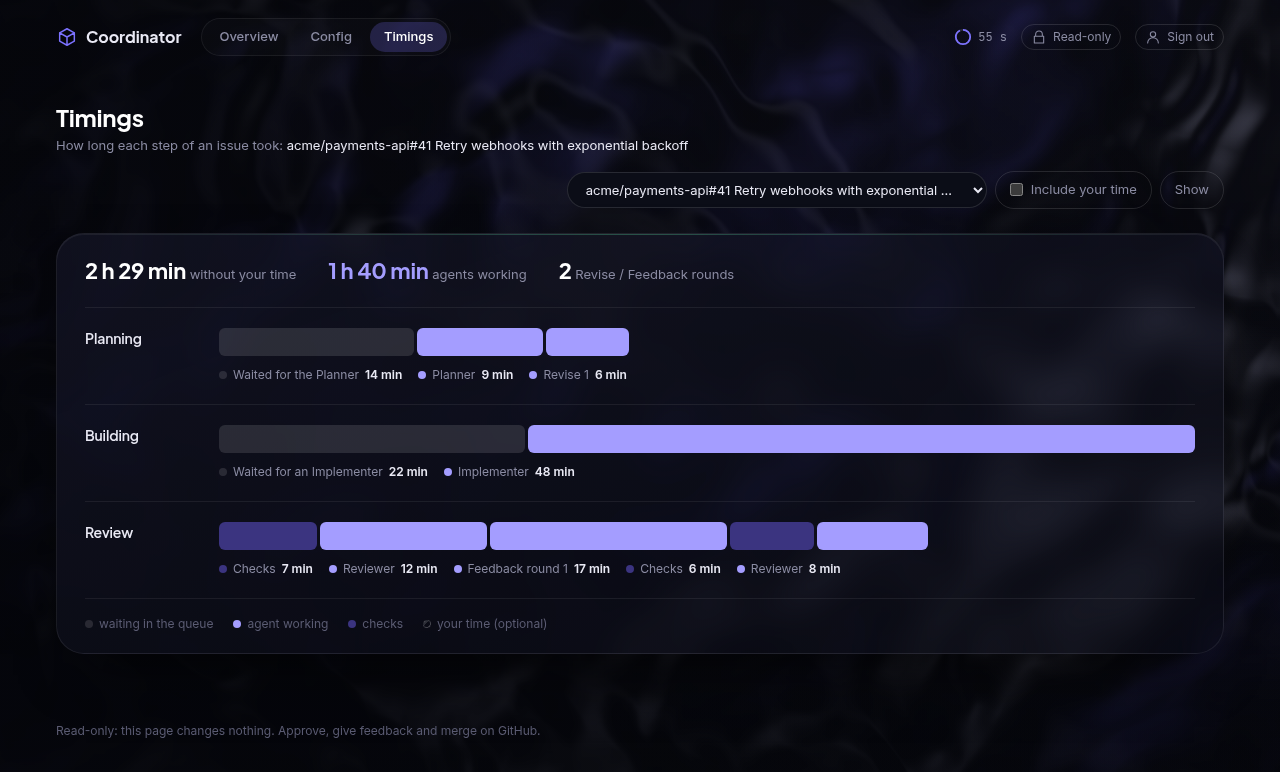 Coordinator Overview Config Timings 55 s Read-only Sign out
Timings
How long each step of an issue took: acme/payments-api#41 Retry webhooks with exponential backoff
acme/payments-api#41 Retry webhooks with exponential ... Include your time Show
2 h 29 min without your time 1 h 40 min agents working 2 Revise / Feedback rounds
Planning
Waited for the Planner 14 min Planner 9 min Revise 1 6 min
Building
Waited for an Implementer 22 min Implementer 48 min
Review
Checks 7 min Reviewer 12 min Feedback round 1 17 min Checks 6 min Reviewer 8 min
waiting in the queue agent working checks your time (optional)
Read-only: this page changes nothing. Approve, give feedback and merge on GitHub.